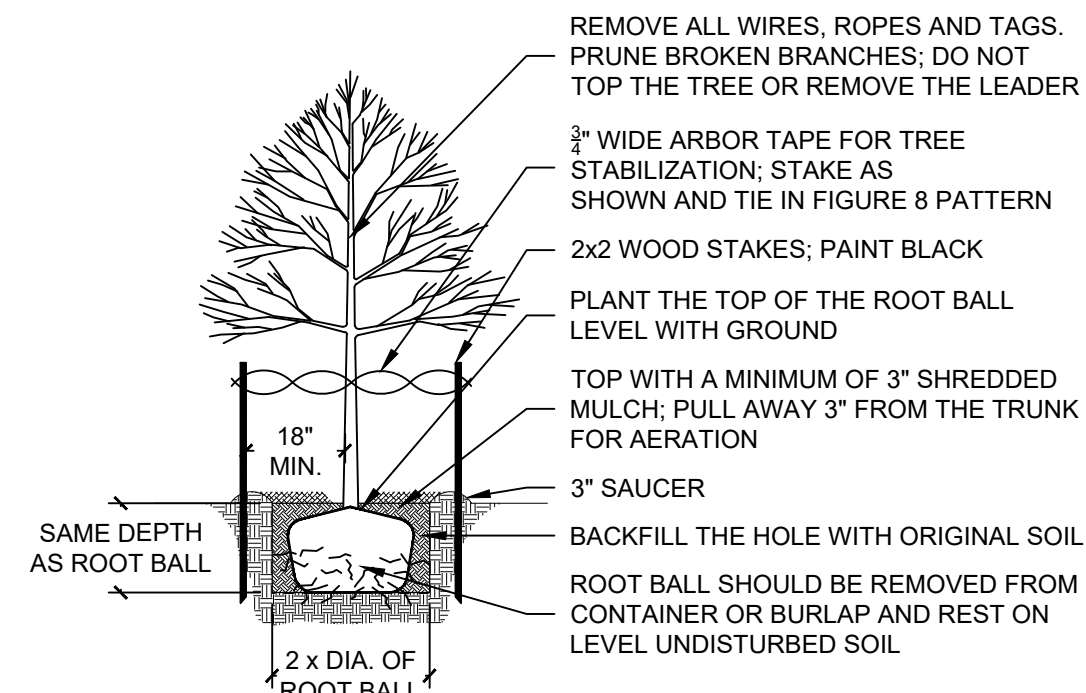 REMOVE ALL WIRES, ROPES AND TAGS.
PRUNE BROKEN BRANCHES; DO NOT
TOP THE TREE OR REMOVE THE LEADER
3/4" WIDE ARBOR TAPE FOR TREE
STABILIZATION; STAKE AS
SHOWN AND TIE IN FIGURE 8 PATTERN
2x2 WOOD STAKES; PAINT BLACK
PLANT THE TOP OF THE ROOT BALL
LEVEL WITH GROUND
TOP WITH A MINIMUM OF 3" SHREDDED
MULCH; PULL AWAY 3" FROM THE TRUNK
FOR AERATION
3" SAUCER
BACKFILL THE HOLE WITH ORIGINAL SOIL
ROOT BALL SHOULD BE REMOVED FROM
CONTAINER OR BURLAP AND REST ON
LEVEL UNDISTURBED SOIL
18"
MIN.
SAME DEPTH
AS ROOT BALL
2 x DIA. OF
ROOT BALL